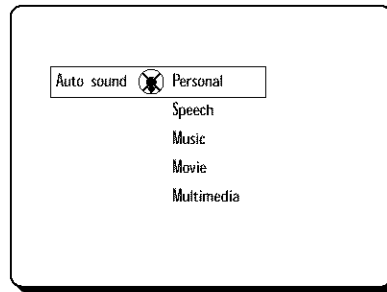 Auto sound Personal
Speech
Music
Movie
Multimedia